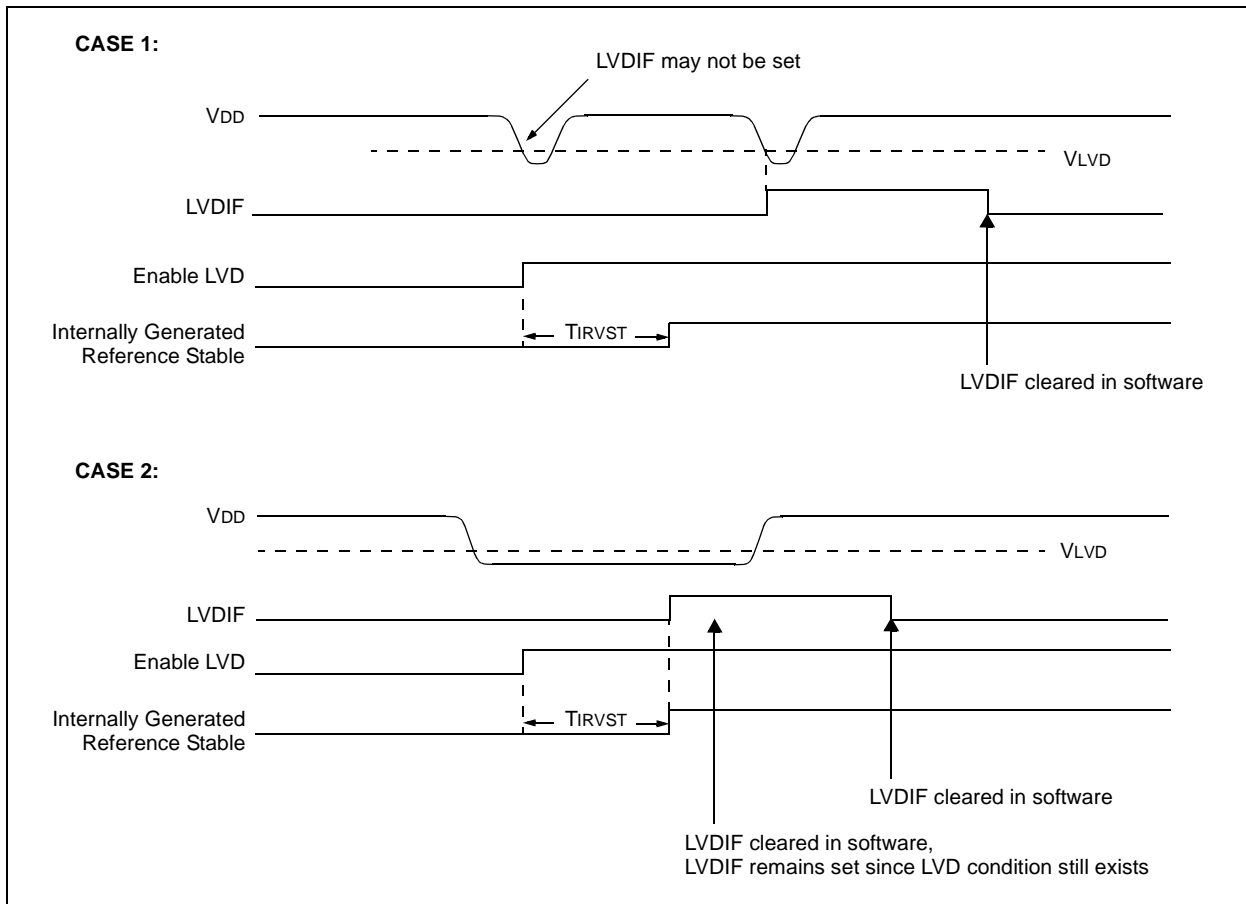 CASE 1:
LVDIF may not be set
VDD
VLVD
LVDIF
Enable LVD
Internally Generated
Reference Stable
TIRVST
LVDIF cleared in software
CASE 2:
VDD
VLVD
LVDIF
Enable LVD
Internally Generated
Reference Stable
TIRVST
LVDIF cleared in software
LVDIF cleared in software,
LVDIF remains set since LVD condition still exists